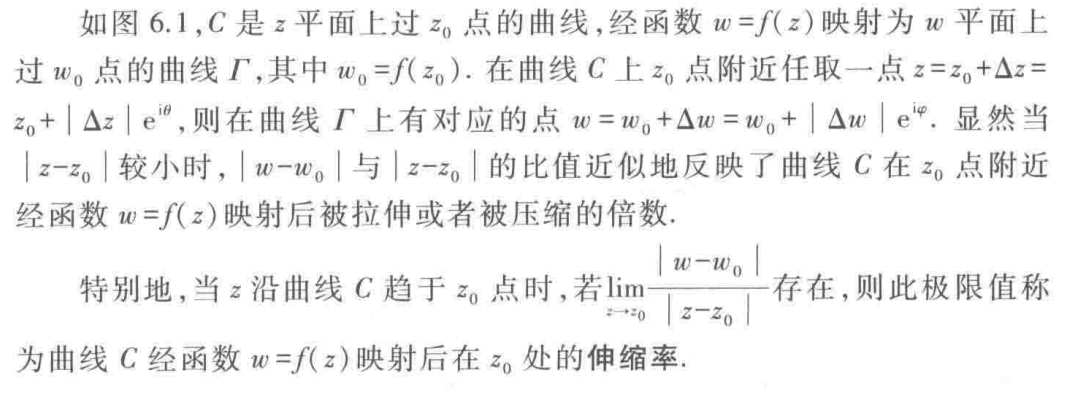 如图 6.1,C 是 z 平面上过 z₀ 点的曲线,经函数 w=f(z)映射为 w 平面上
过 w₀ 点的曲线 Γ,其中 w₀=f(z₀). 在曲线 C 上 z₀ 点附近任取一点 z=z₀+Δz=
z₀+|Δz|e^{iθ},则在曲线 Γ 上有对应的点 w=w₀+Δw=w₀+|Δw|e^{iφ}. 显然当
|z-z₀|较小时,|w-w₀|与|z-z₀|的比值近似地反映了曲线 C 在 z₀ 点附近
经函数 w=f(z)映射后被拉伸或者被压缩的倍数.
特别地,当 z 沿曲线 C 趋于 z₀ 点时,若\lim_{z→z₀}\frac{|w-w₀|}{|z-z₀|}存在,则此极限值称
为曲线 C 经函数 w=f(z)映射后在 z₀ 处的伸缩率.